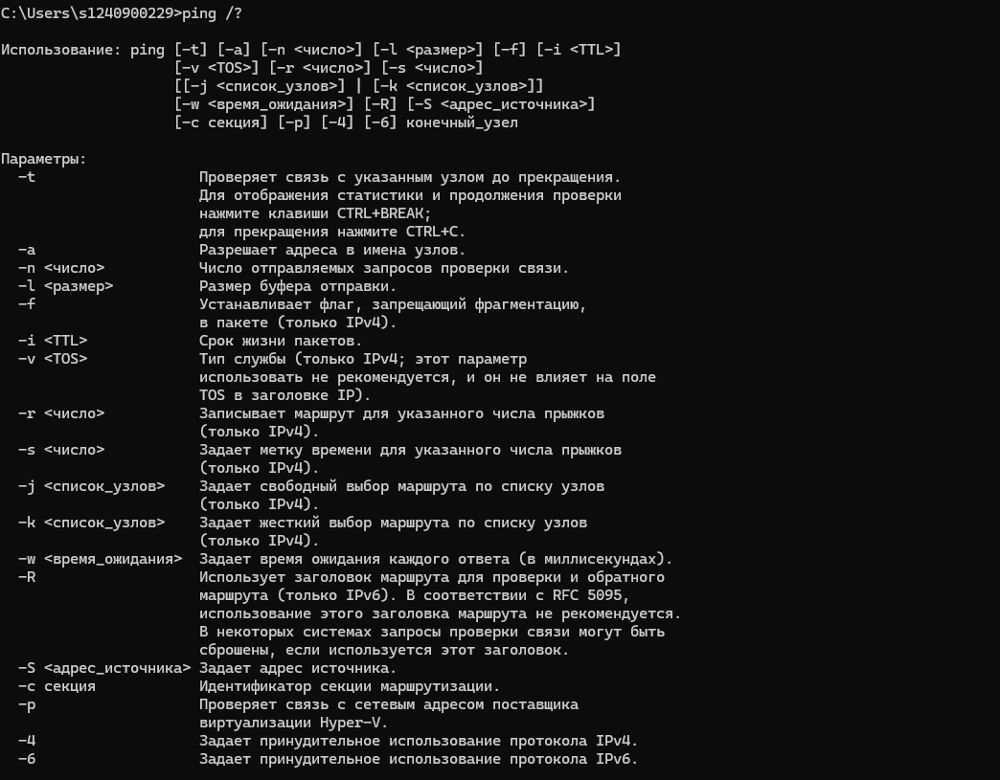 C:\Users\s1240900229>ping /?
Использование: ping [-t] [-a] [-n <число>] [-l <размер>] [-f] [-i <TTL>]
[-v <TOS>] [-r <число>] [-s <число>]
[[-j <список_узлов>] | [-k <список_узлов>]]
[-w <время_ожидания>] [-R] [-S <адрес_источника>]
[-c секция] [-p] [-4] [-6] конечный_узел
Параметры:
-t Проверяет связь с указанным узлом до прекращения.
Для отображения статистики и продолжения проверки
нажмите клавиши CTRL+BREAK;
для прекращения нажмите CTRL+C.
-a Разрешает адреса в имена узлов.
-n <число> Число отправляемых запросов проверки связи.
-l <размер> Размер буфера отправки.
-f Устанавливает флаг, запрещающий фрагментацию,
в пакете (только IPv4).
-i <TTL> Срок жизни пакетов.
-v <TOS> Тип службы (только IPv4; этот параметр
использовать не рекомендуется, и он не влияет на поле
TOS в заголовке IP).
-r <число> Записывает маршрут для указанного числа прыжков
(только IPv4).
-s <число> Задает метку времени для указанного числа прыжков
(только IPv4).
-j <список_узлов> Задает свободный выбор маршрута по списку узлов
(только IPv4).
-k <список_узлов> Задает жесткий выбор маршрута по списку узлов
(только IPv4).
-w <время_ожидания> Задает время ожидания каждого ответа (в миллисекундах).
-R Использует заголовок маршрута для проверки и обратного
маршрута (только IPv6). В соответствии с RFC 5095,
использование этого заголовка маршрута не рекомендуется.
В некоторых системах запросы проверки связи могут быть
сброшены, если используется этот заголовок.
-S <адрес_источника> Задает адрес источника.
-c секция Идентификатор секции маршрутизации.
-p Проверяет связь с сетевым адресом поставщика
виртуализации Hyper-V.
-4 Задает принудительное использование протокола IPv4.
-6 Задает принудительное использование протокола IPv6.